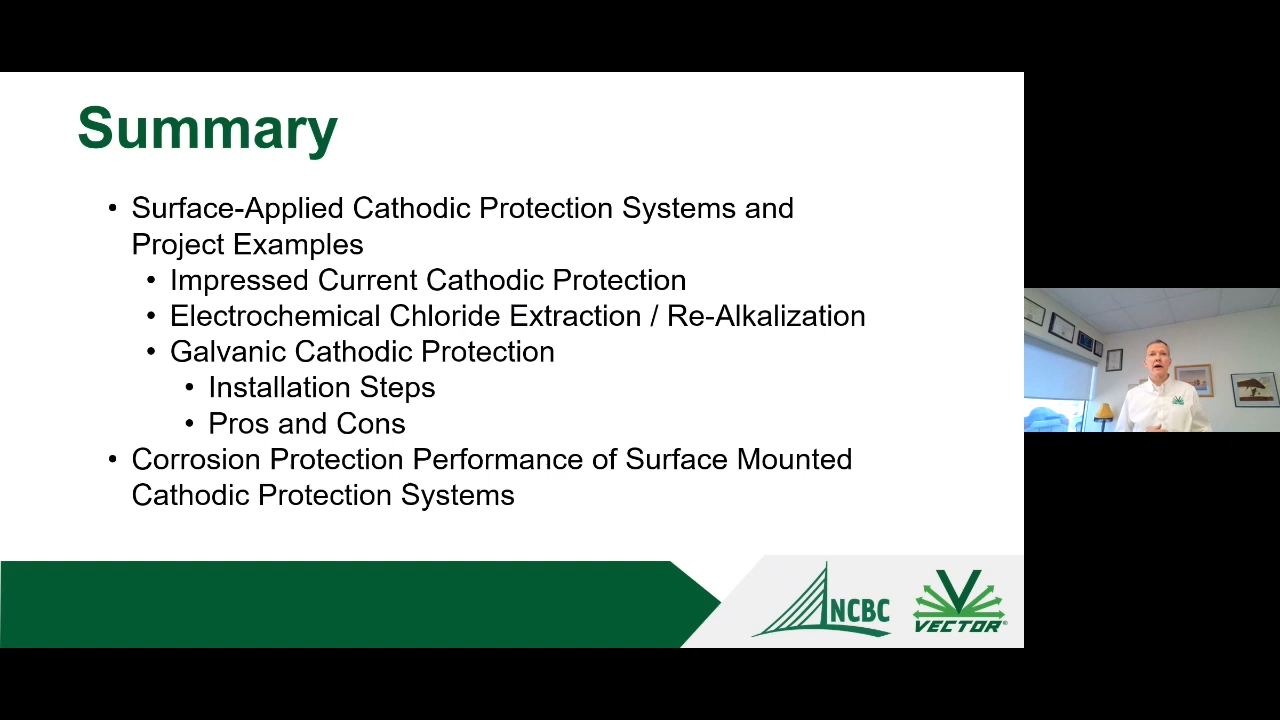 Summary
• Surface-Applied Cathodic Protection Systems and
Project Examples
• Impressed Current Cathodic Protection
• Electrochemical Chloride Extraction / Re-Alkalization
• Galvanic Cathodic Protection
• Installation Steps
• Pros and Cons
• Corrosion Protection Performance of Surface Mounted
Cathodic Protection Systems
NCBC
VECTOR®